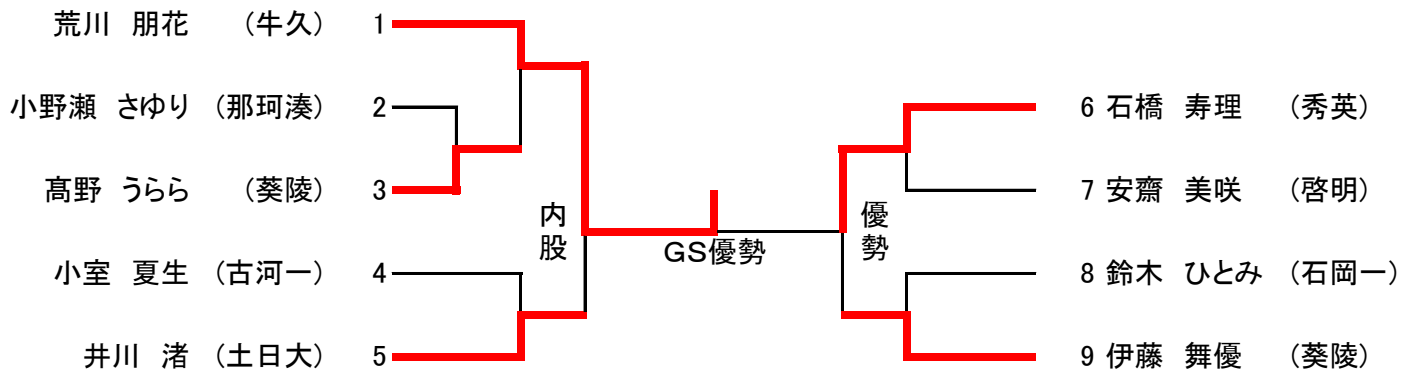 荒川 朋花 (牛久) 1
小野瀬 さゆり (那珂湊) 2
髙野 うらら (葵陵) 3
小室 夏生 (古河一) 4
井川 渚 (土日大) 5
内股
GS優勢
優勢
6 石橋 寿理 (秀英)
7 安齋 美咲 (啓明)
8 鈴木 ひとみ (石岡一)
9 伊藤 舞優 (葵陵)